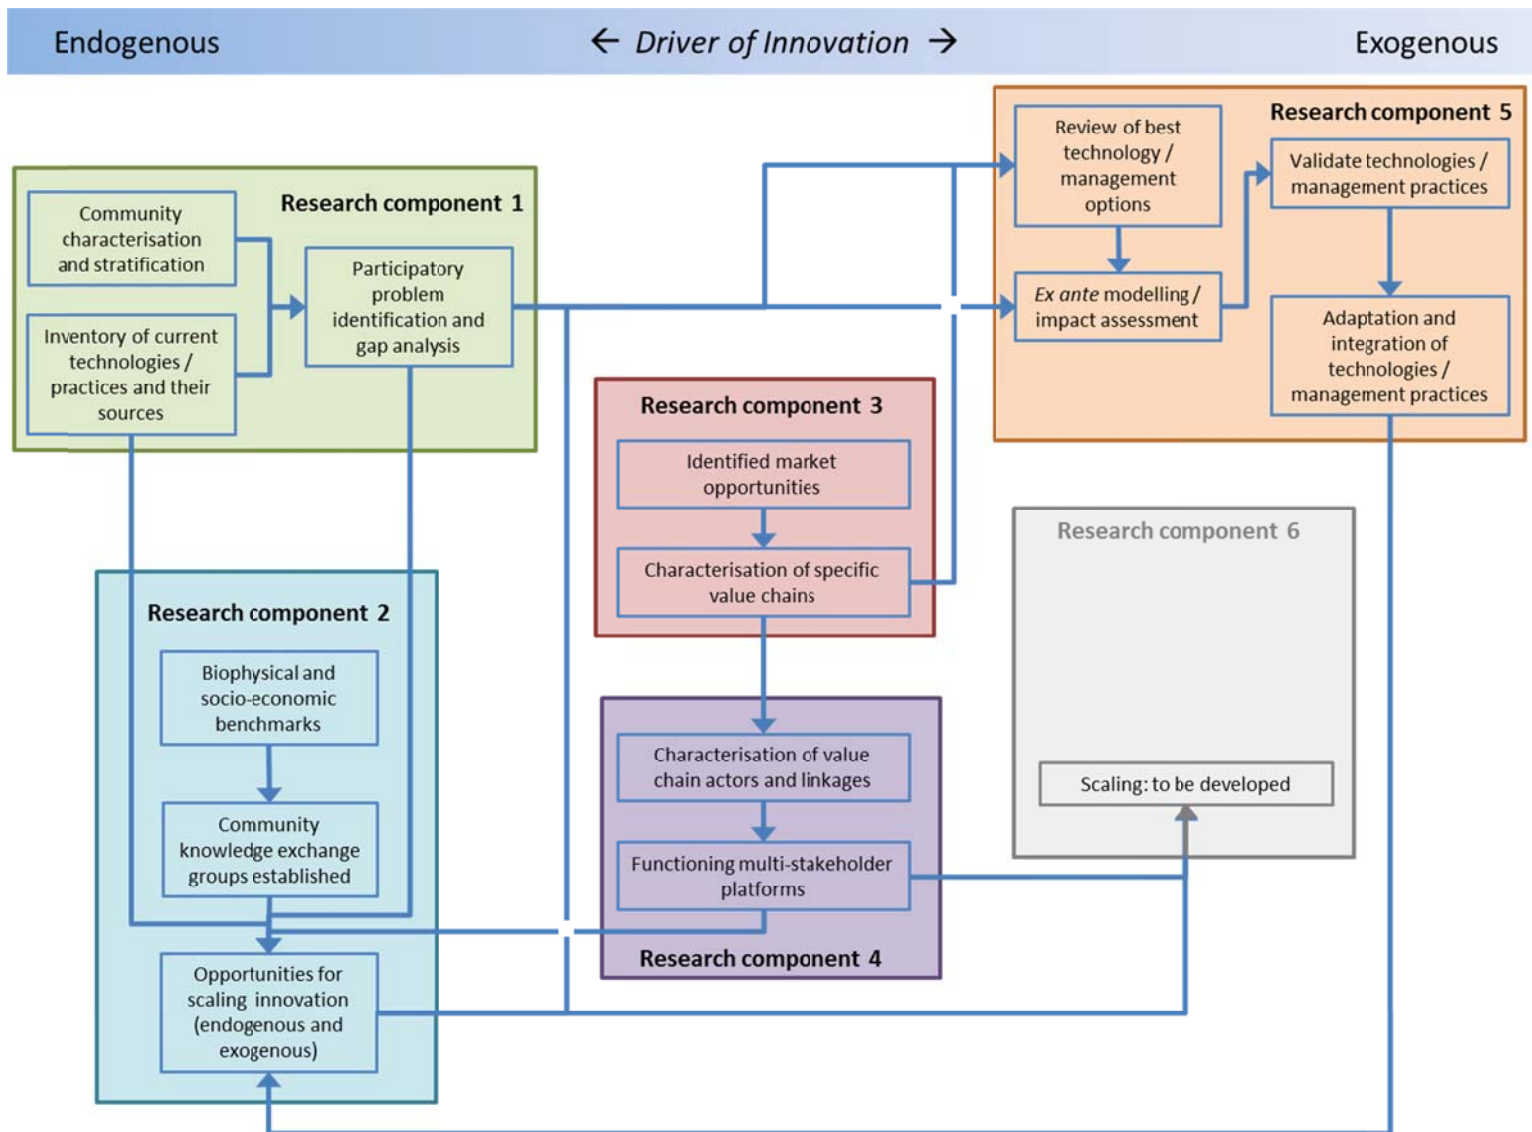 Endogenous
← Driver of Innovation →
Exogenous
Research component 1
Community
characterisation
and stratification
Inventory of current
technologies /
practices and their
sources
Participatory
problem
identification and
gap analysis
Research component 5
Review of best
technology /
management
options
Ex ante modelling /
impact assessment
Validate technologies /
management practices
Adaptation and
integration of
technologies /
management practices
Research component 3
Identified market
opportunities
Characterisation of specific
value chains
Research component 2
Biophysical and
socio-economic
benchmarks
Community
knowledge exchange
groups established
Opportunities for
scaling innovation
(endogenous and
exogenous)
Characterisation of value
chain actors and linkages
Functioning multi-stakeholder
platforms
Research component 4
Research component 6
Scaling: to be developed